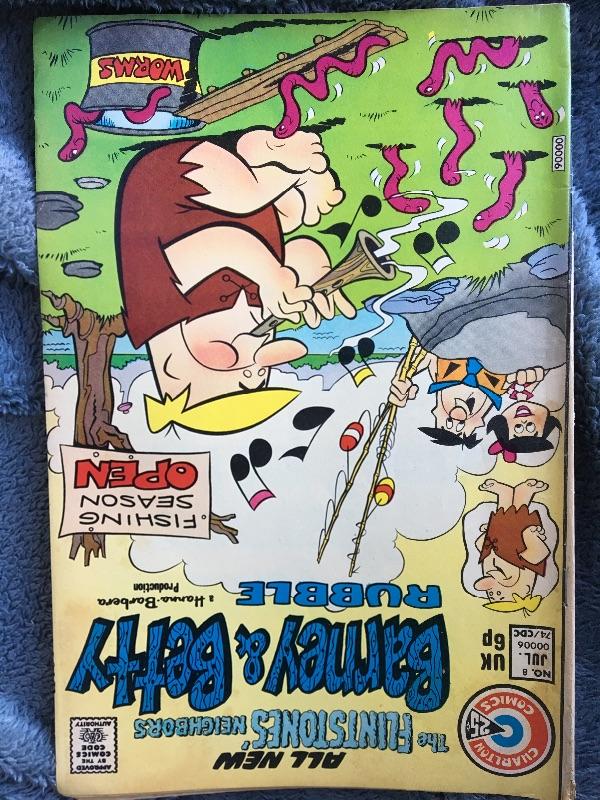 CHARLTON
COMICS
25¢
ALL NEW
The FLINTSTONES' NEIGHBORS
APPROVED
BY THE
COMICS
CODE
AUTHORITY
NO. 8
JUL.
00006
74/CDC
UK
6p
Barney & Betty
RUBBLE
a Hanna-Barbera
Production
FISHING
SEASON
OPEN
WORMS
00006